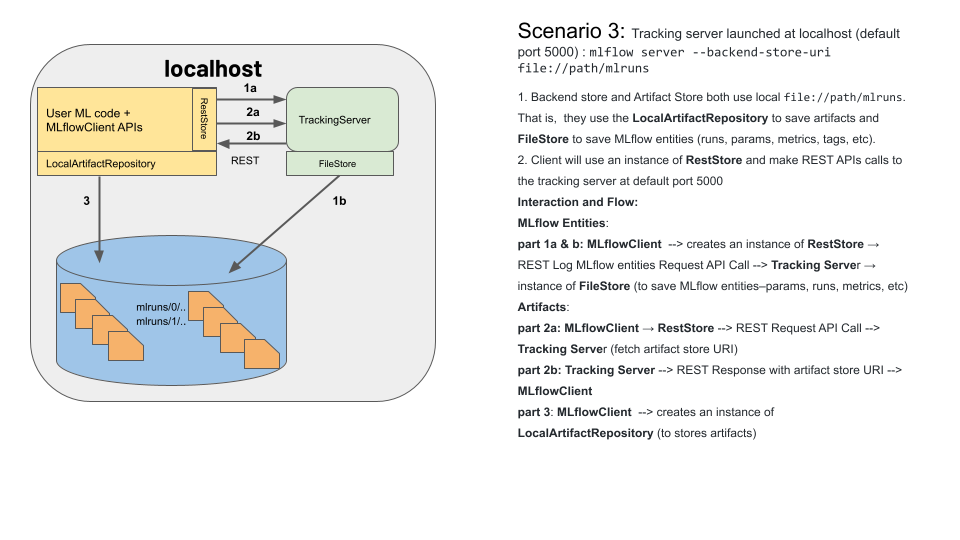 localhost
1a
User ML code +
MLflowClient APIs
RestStore
2a
TrackingServer
2b
LocalArtifactRepository
REST
FileStore
3
1b
mlruns/0/..
mlruns/1/..
Scenario 3: Tracking server launched at localhost (default
port 5000) : mlflow server --backend-store-uri
file://path/mlruns
1. Backend store and Artifact Store both use local file://path/mlruns.
That is, they use the LocalArtifactRepository to save artifacts and
FileStore to save MLflow entities (runs, params, metrics, tags, etc).
2. Client will use an instance of RestStore and make REST APIs calls to
the tracking server at default port 5000
Interaction and Flow:
MLflow Entities:
part 1a & b: MLflowClient --> creates an instance of RestStore →
REST Log MLflow entities Request API Call --> Tracking Server →
instance of FileStore (to save MLflow entities–params, runs, metrics, etc)
Artifacts:
part 2a: MLflowClient → RestStore --> REST Request API Call -->
Tracking Server (fetch artifact store URI)
part 2b: Tracking Server --> REST Response with artifact store URI -->
MLflowClient
part 3: MLflowClient --> creates an instance of
LocalArtifactRepository (to stores artifacts)